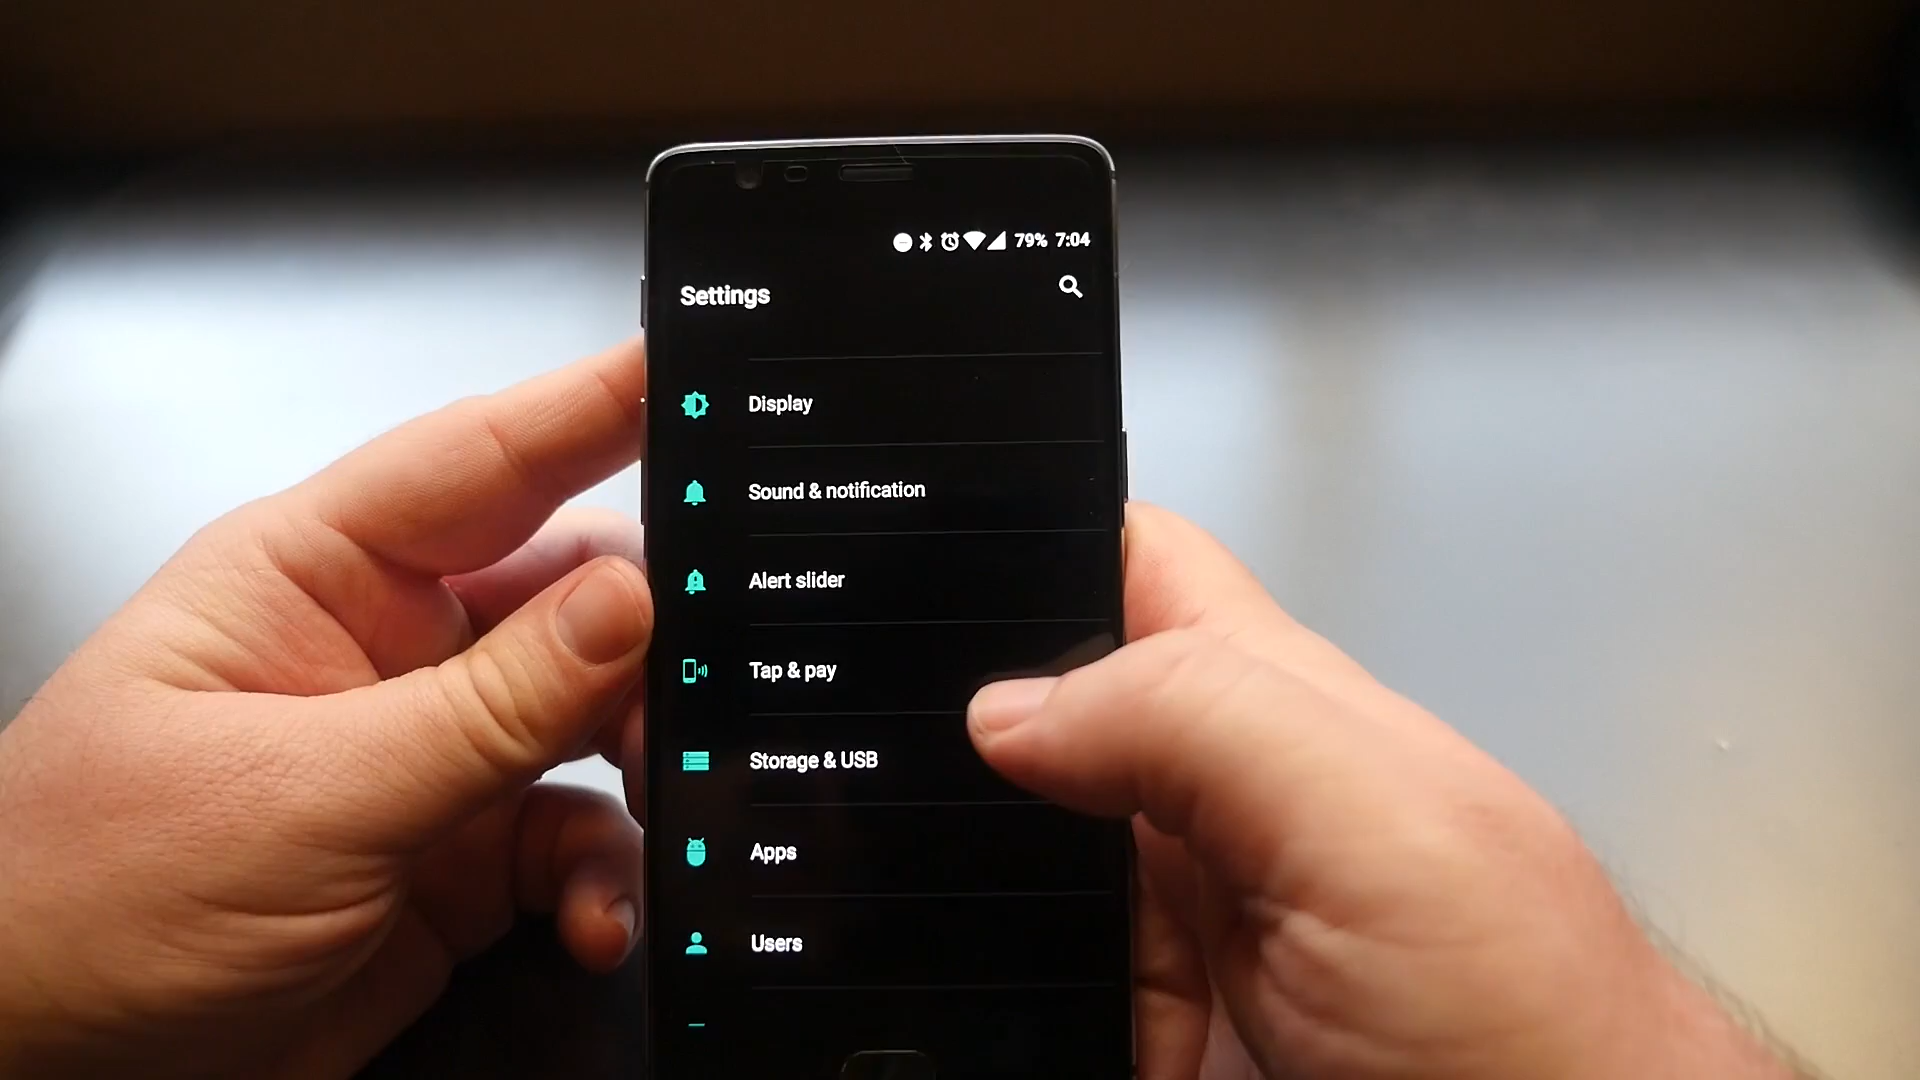 79% 7:04
Settings
Display
Sound & notification
Alert slider
Tap & pay
Storage & USB
Apps
Users